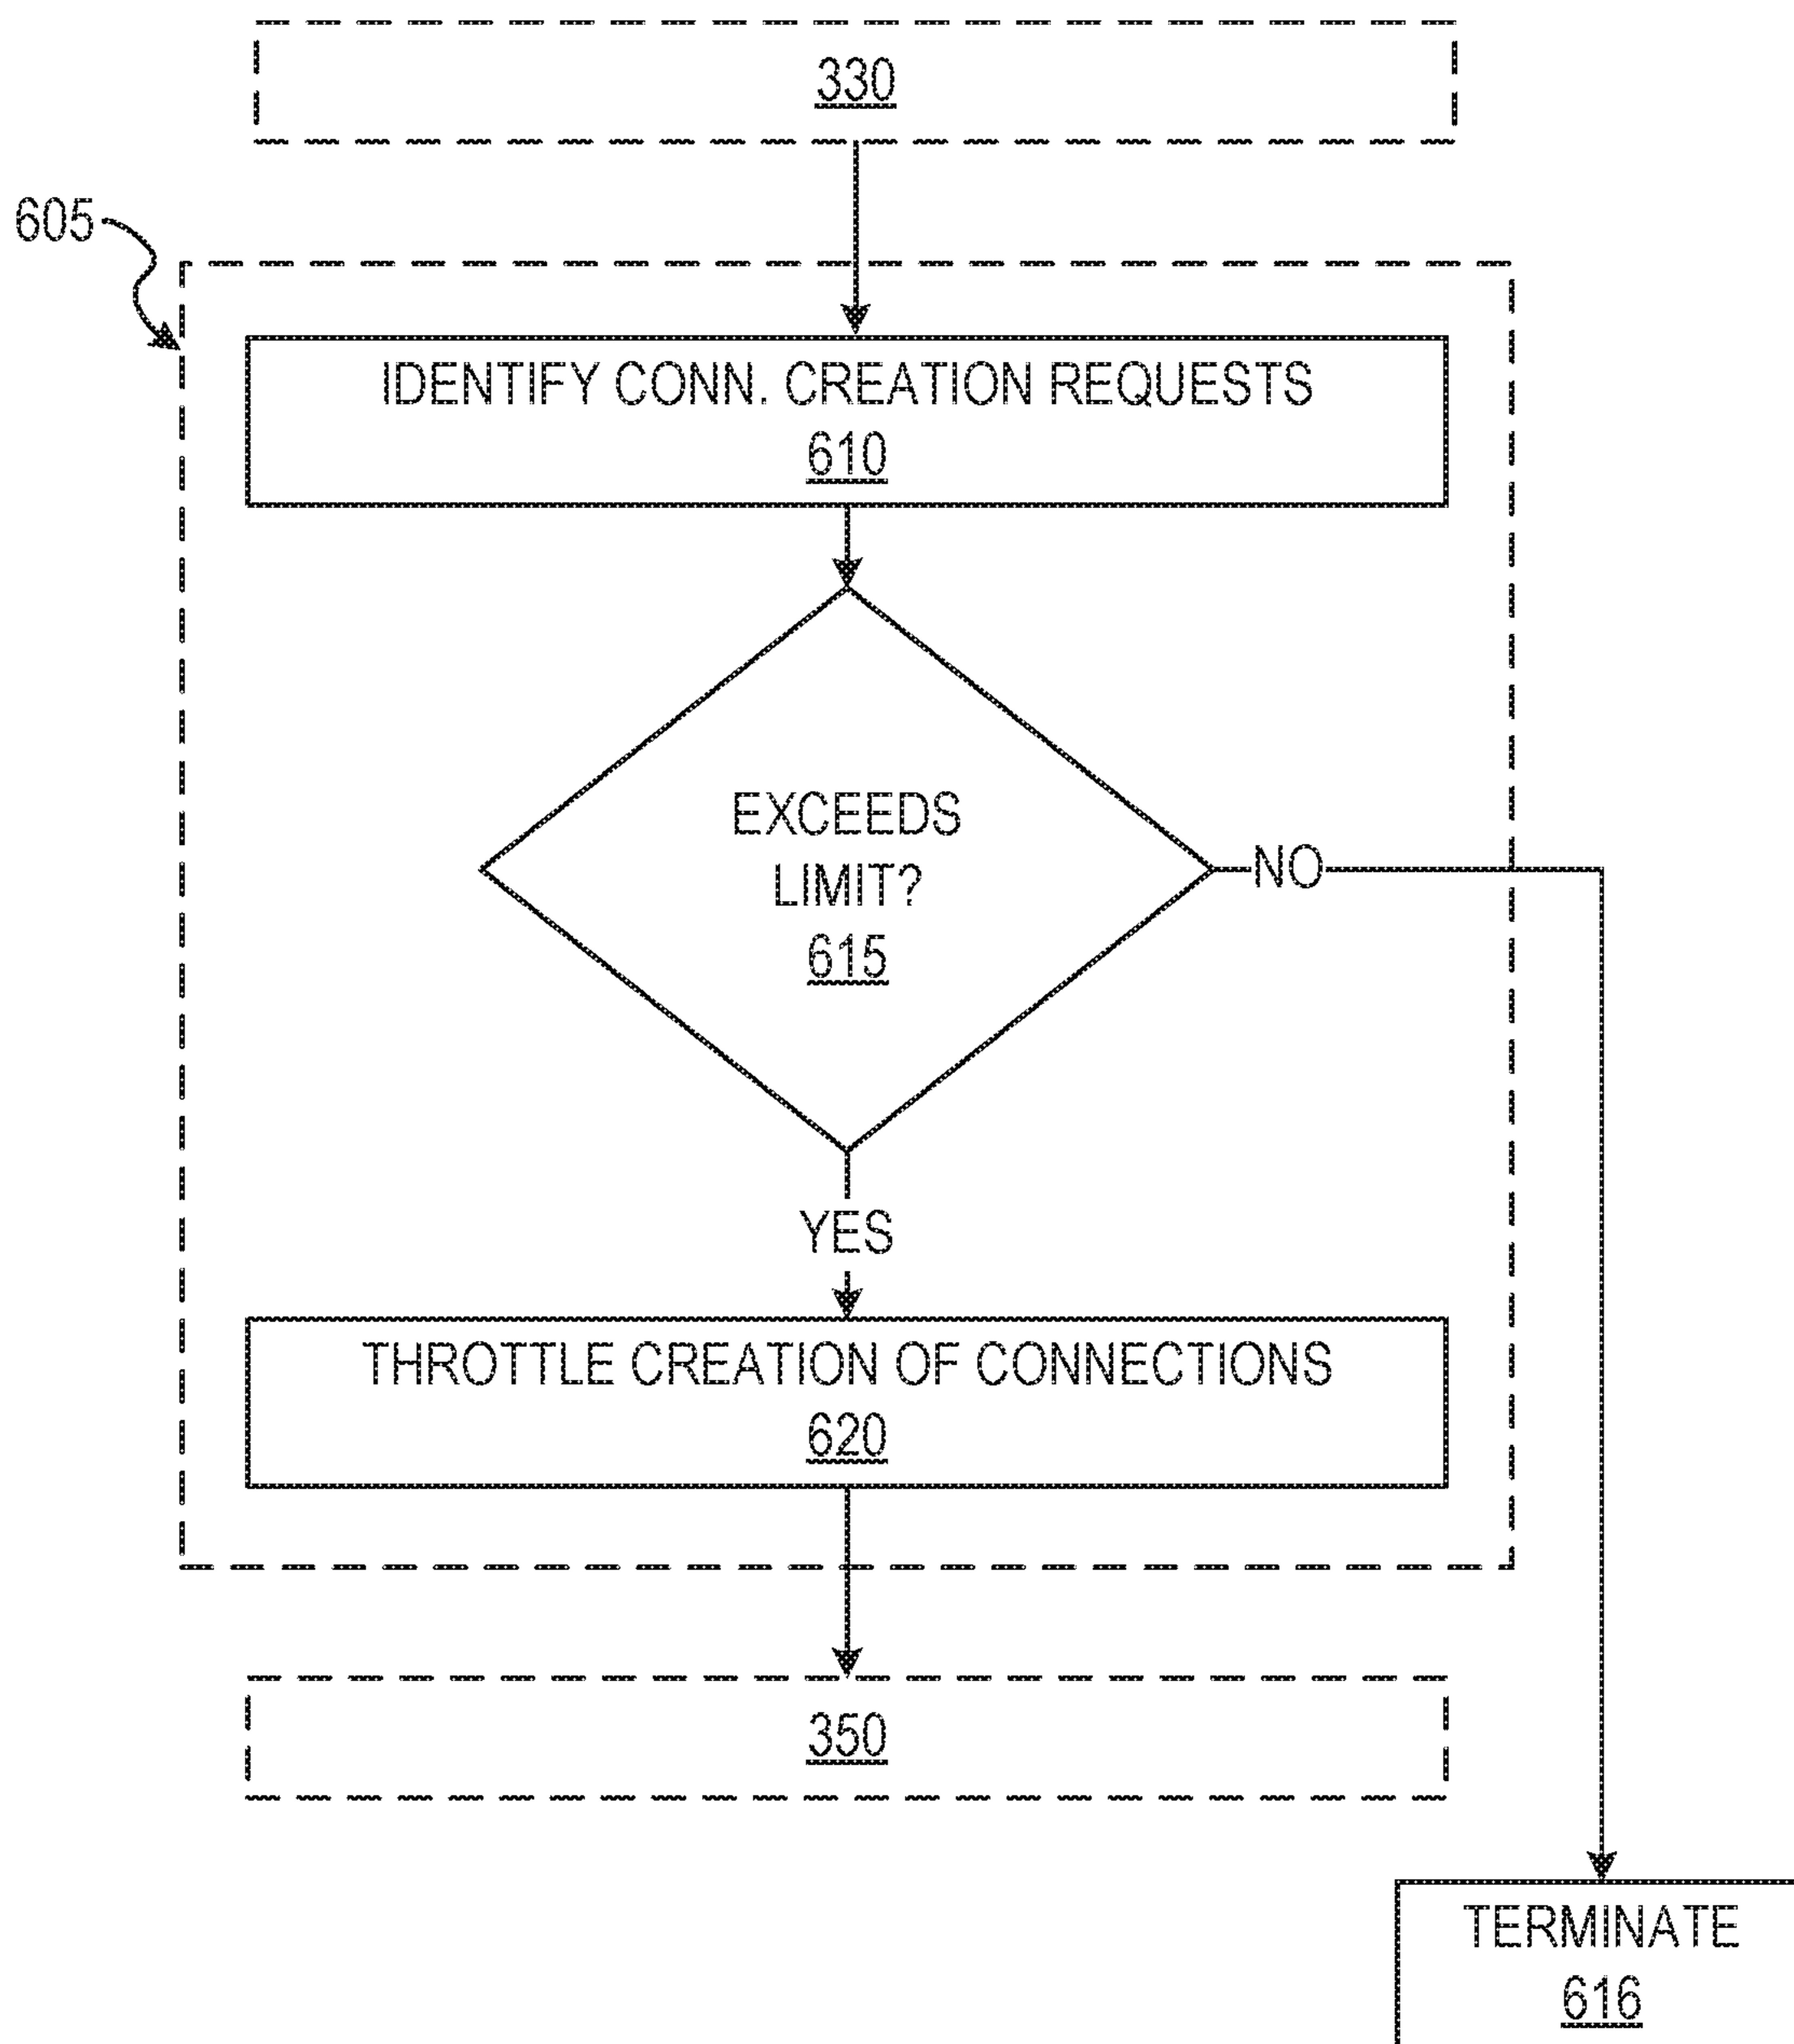 330
605
IDENTIFY CONN. CREATION REQUESTS
610
EXCEEDS
LIMIT?
615
NO
YES
THROTTLE CREATION OF CONNECTIONS
620
350
TERMINATE
616